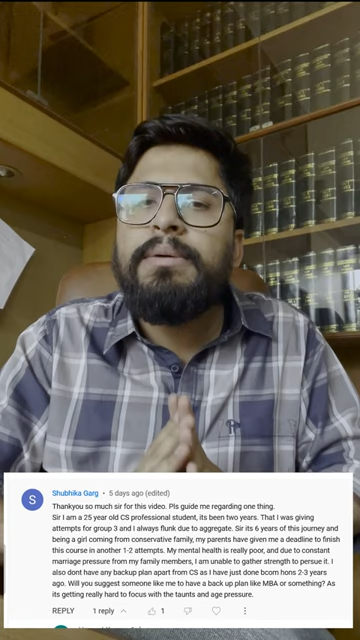 S
Shubhika Garg • 5 days ago (edited)
Thankyou so much sir for this video. Pls guide me regarding one thing.
Sir I am a 25 year old CS professional student, its been two years. That I was giving
attempts for group 3 and I always flunk due to aggregate. Sir its 6 years of this journey and
being a girl coming from conservative family, my parents have given me a deadline to finish
this course in another 1-2 attempts. My mental health is really poor, and due to constant
marriage pressure from my family members, I am unable to gather strength to persue it. I
also dont have any backup plan apart from CS as I have just done bcom hons 2-3 years
ago. Will you suggest someone like me to have a back up plan like MBA or something? As
its getting really hard to focus with the taunts and age pressure.
REPLY 1 reply 1